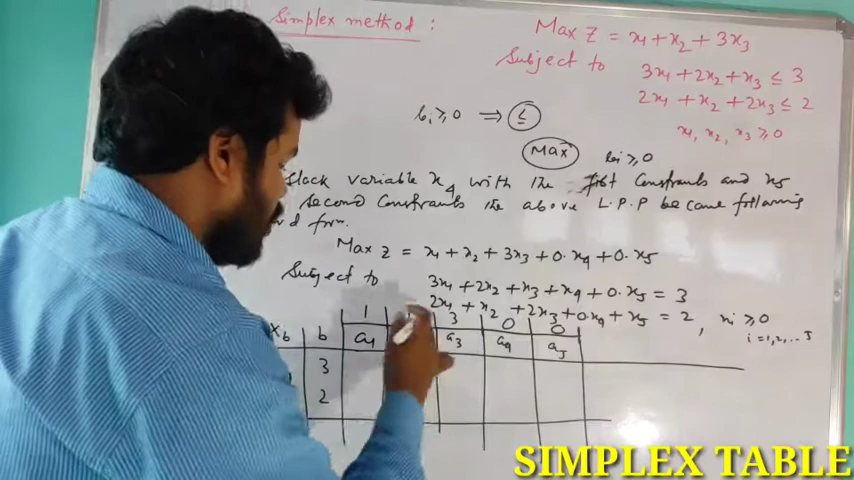 Simplex method :
Max Z = x1 + x2 + 3x3
Subject to
3x1 + 2x2 + x3 ≤ 3
2x1 + x2 + 2x3 ≤ 2
x1, x2, x3 ≥ 0
bi ≥ 0 ⇒ ≤
Max bi ≥ 0
Slack variable x4 with the first Constraints and x5
second Constraints the above L.P.P became following
form.
Max Z = x1 + x2 + 3x3 + 0.x4 + 0.x5
Subject to
3x1 + 2x2 + x3 + x4 + 0.x5 = 3
2x1 + x2 + 2x3 + 0.x4 + x5 = 2, xi ≥ 0
i = 1,2,...5
1 3 0 0
xb b a1 a3 a4 a5
3
2
SIMPLEX TABLE